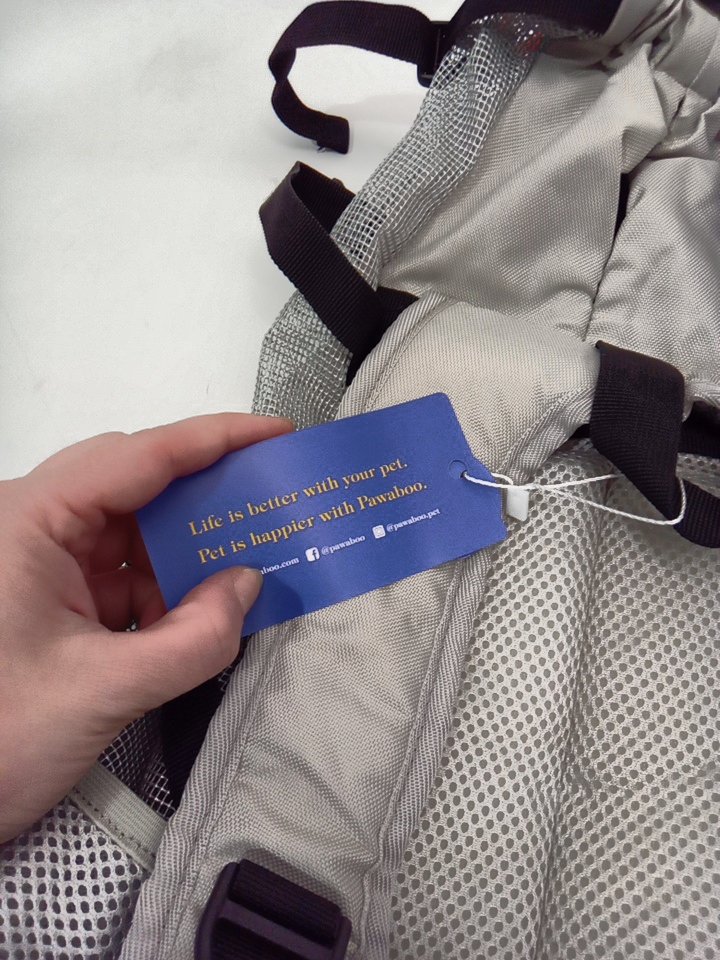 Life is better with your pet.
Pet is happier with Pawaboo.
@pawaboo @pawaboo.pet